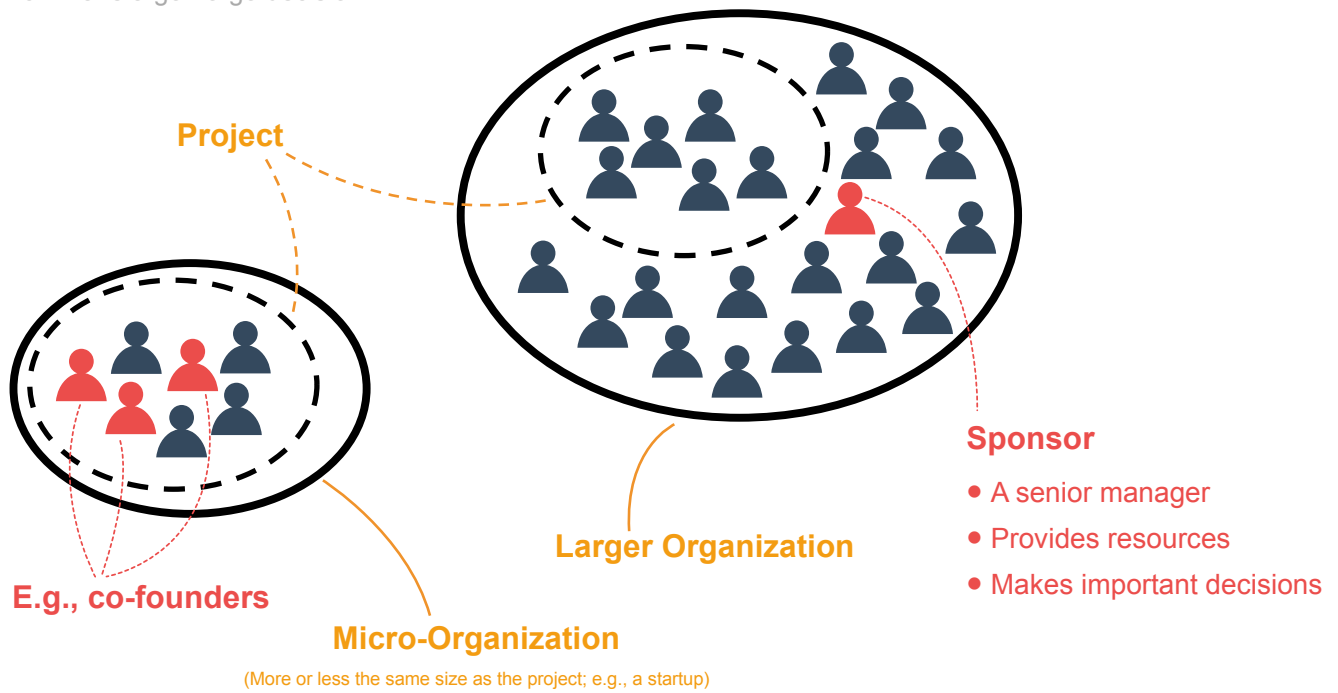 Project
Sponsor
● A senior manager
● Provides resources
● Makes important decisions
Larger Organization
E.g., co-founders
Micro-Organization
(More or less the same size as the project; e.g., a startup)